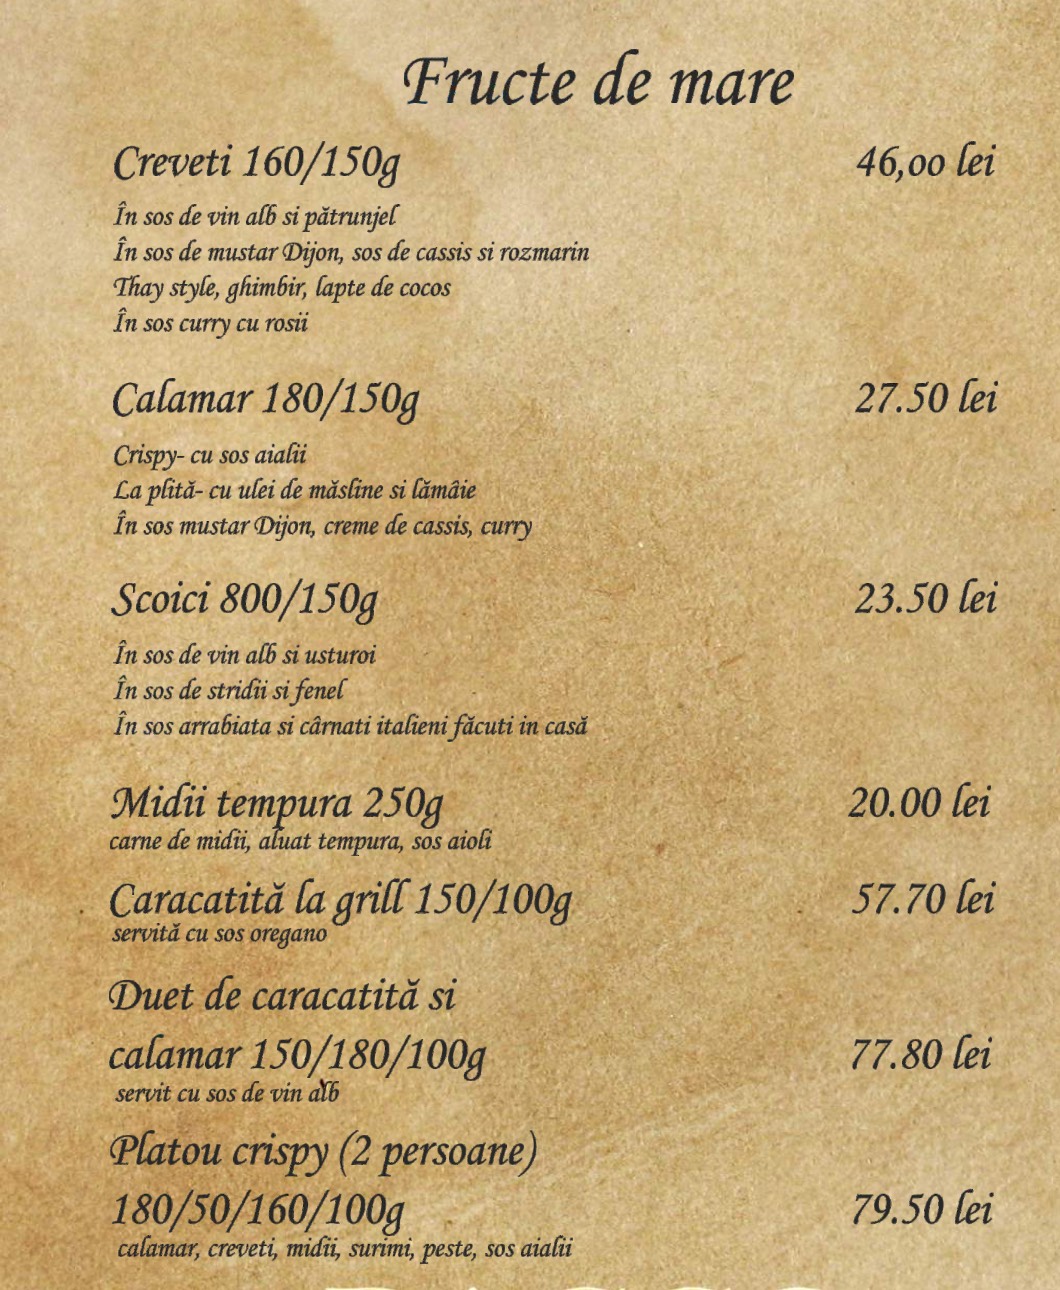 Fructe de mare
Creveti 160/150g 46,oo lei
În sos de vin alb si pătrunjel
În sos de mustar Dijon, sos de cassis si rozmarin
Thay style, ghimbir, lapte de cocos
În sos curry cu rosii
Calamar 180/150g 27.50 lei
Crispy- cu sos aialii
La plită- cu ulei de măsline si lămâie
În sos mustar Dijon, creme de cassis, curry
Scoici 800/150g 23.50 lei
În sos de vin alb si usturoi
În sos de stridii si fenel
În sos arrabiata si cârnati italieni făcuti in casă
Midii tempura 250g 20.00 lei
carne de midii, aluat tempura, sos aioli
Caracatită la grill 150/100g 57.70 lei
servită cu sos oregano
Duet de caracatită si
calamar 150/180/100g 77.80 lei
servit cu sos de vin alb
Platou crispy (2 persoane)
180/50/160/100g 79.50 lei
calamar, creveti, midii, surimi, peste, sos aialii